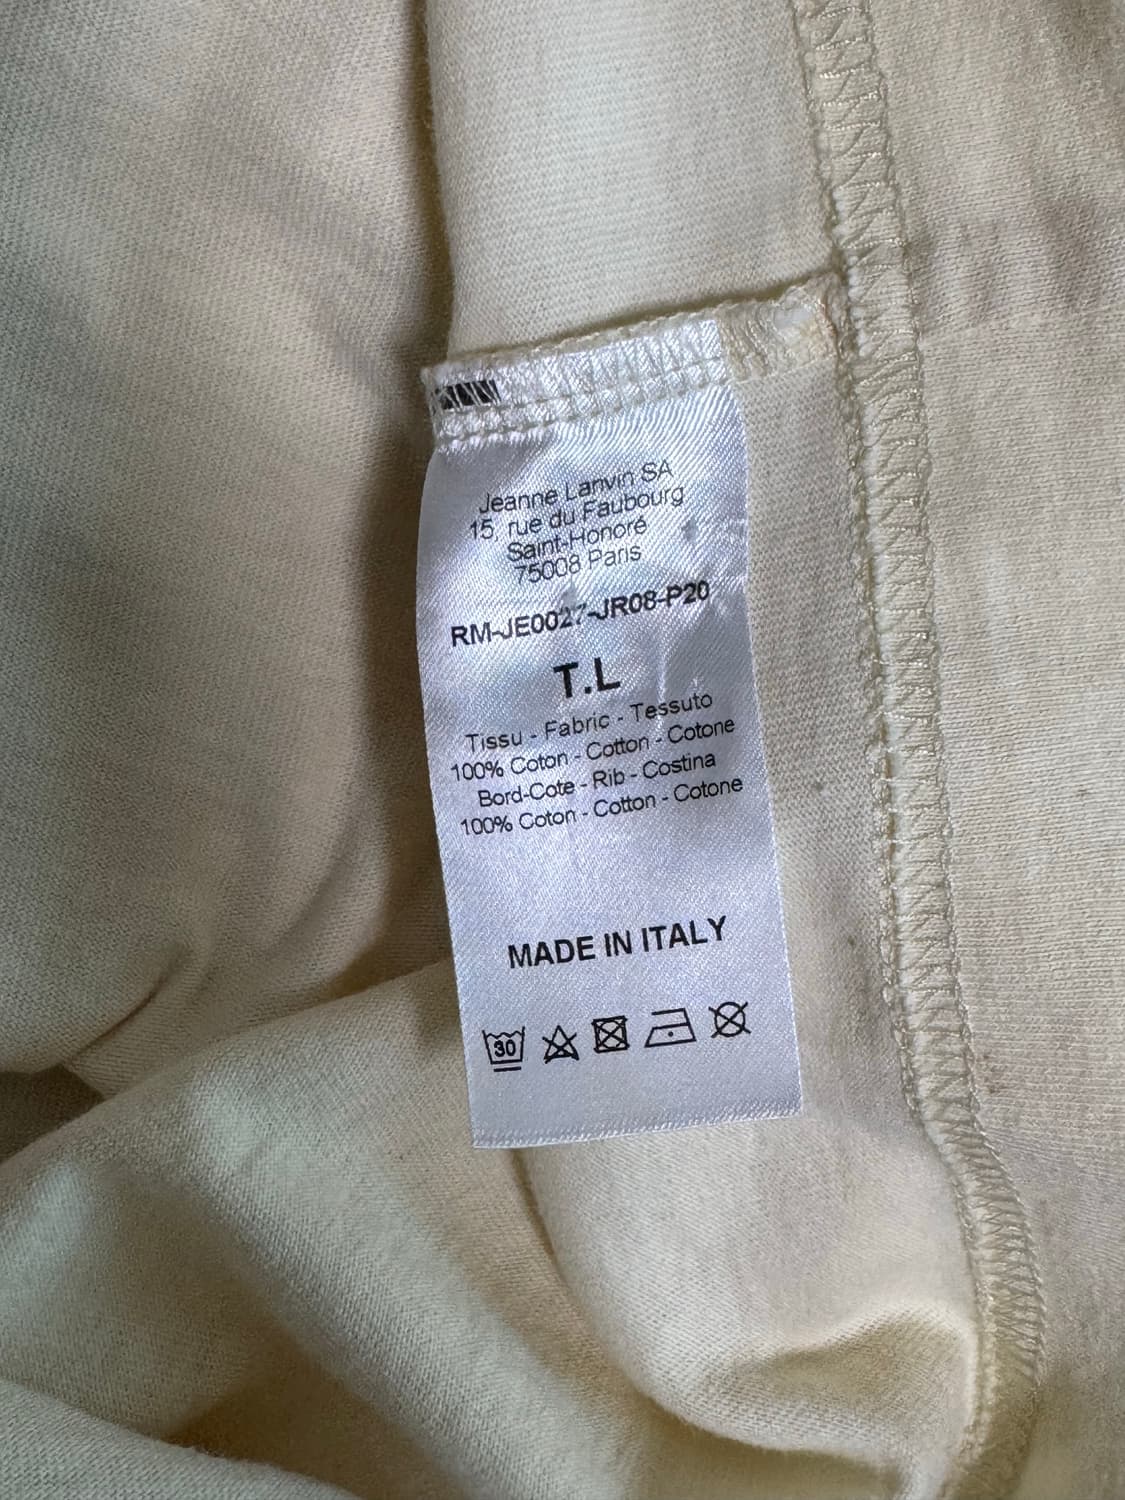 Jeanne Lanvin SA
15, rue du Faubourg
Saint-Honoré
75008 Paris
RM-JE0027-JR08-P20
T.L
Tissu - Fabric - Tessuto
100% Coton - Cotton - Cotone
Bord-Cote - Rib - Costina
100% Coton - Cotton - Cotone
MADE IN ITALY
30